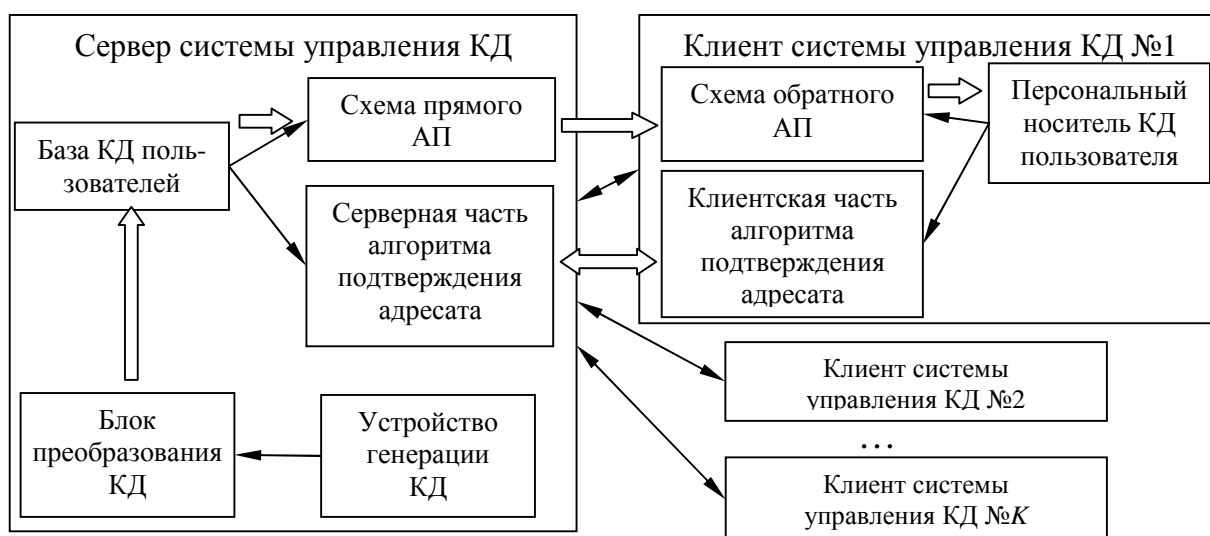 Сервер системы управления КД
Схема прямого
АП
База КД поль-
зователей
Серверная часть
алгоритма
подтверждения
адресата
Блок
преобразования
КД
Устройство
генерации
КД
Клиент системы управления КД №1
Схема обратного
АП
Персональный
носитель КД
пользователя
Клиентская часть
алгоритма
подтверждения
адресата
Клиент системы
управления КД №2
...
Клиент системы
управления КД №K